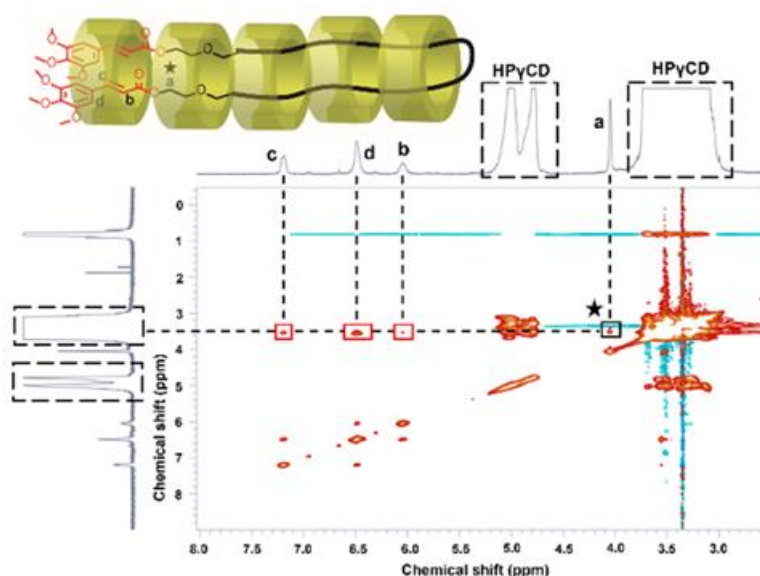 O
O
O
O
O
O
O
O
O
O
O
c
d
b
★
a
HPγCD
HPγCD
a
c
d
b
0
1
2
3
4
5
6
7
8
Chemical shift (ppm)
★
8.0 7.5 7.0 6.5 6.0 5.5 5.0 4.5 4.0 3.5 3.0
Chemical shift (ppm)